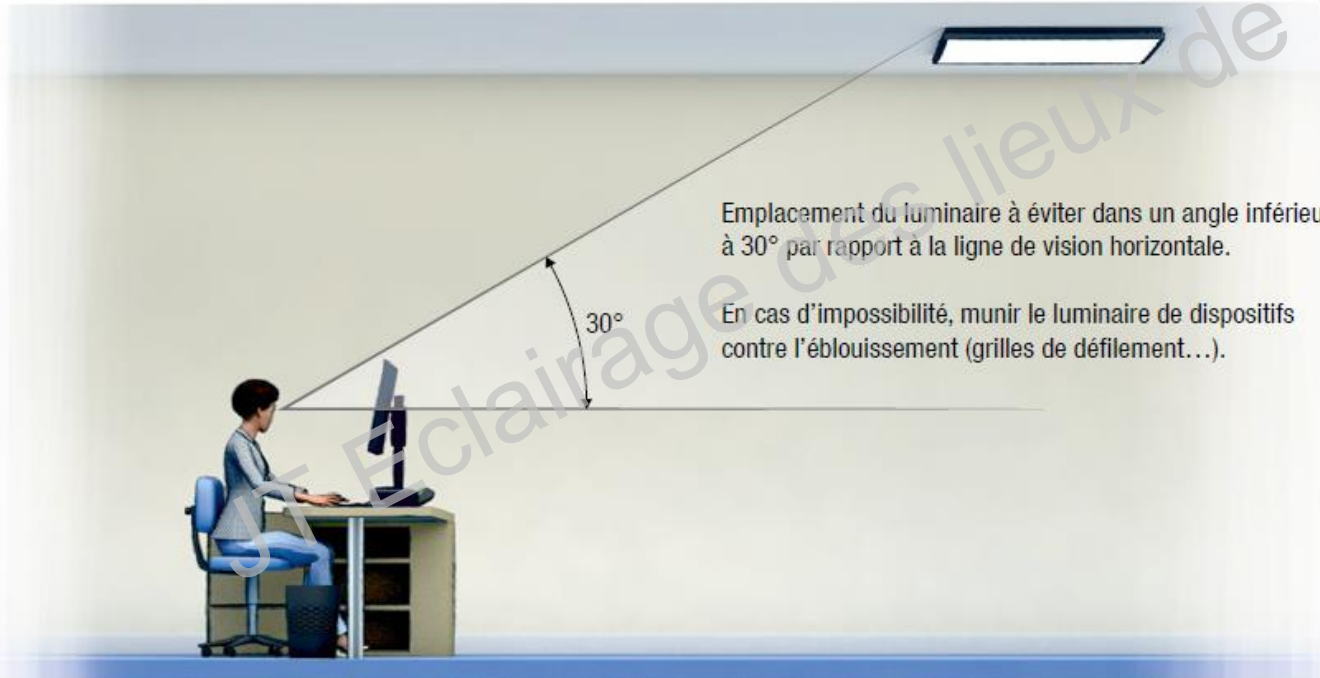 Emplacement du luminaire à éviter dans un angle inférieu
à 30° par rapport à la ligne de vision horizontale.
En cas d'impossibilité, munir le luminaire de dispositifs
contre l'éblouissement (grilles de défilement…).
30°
JT Eclairage des lieux de